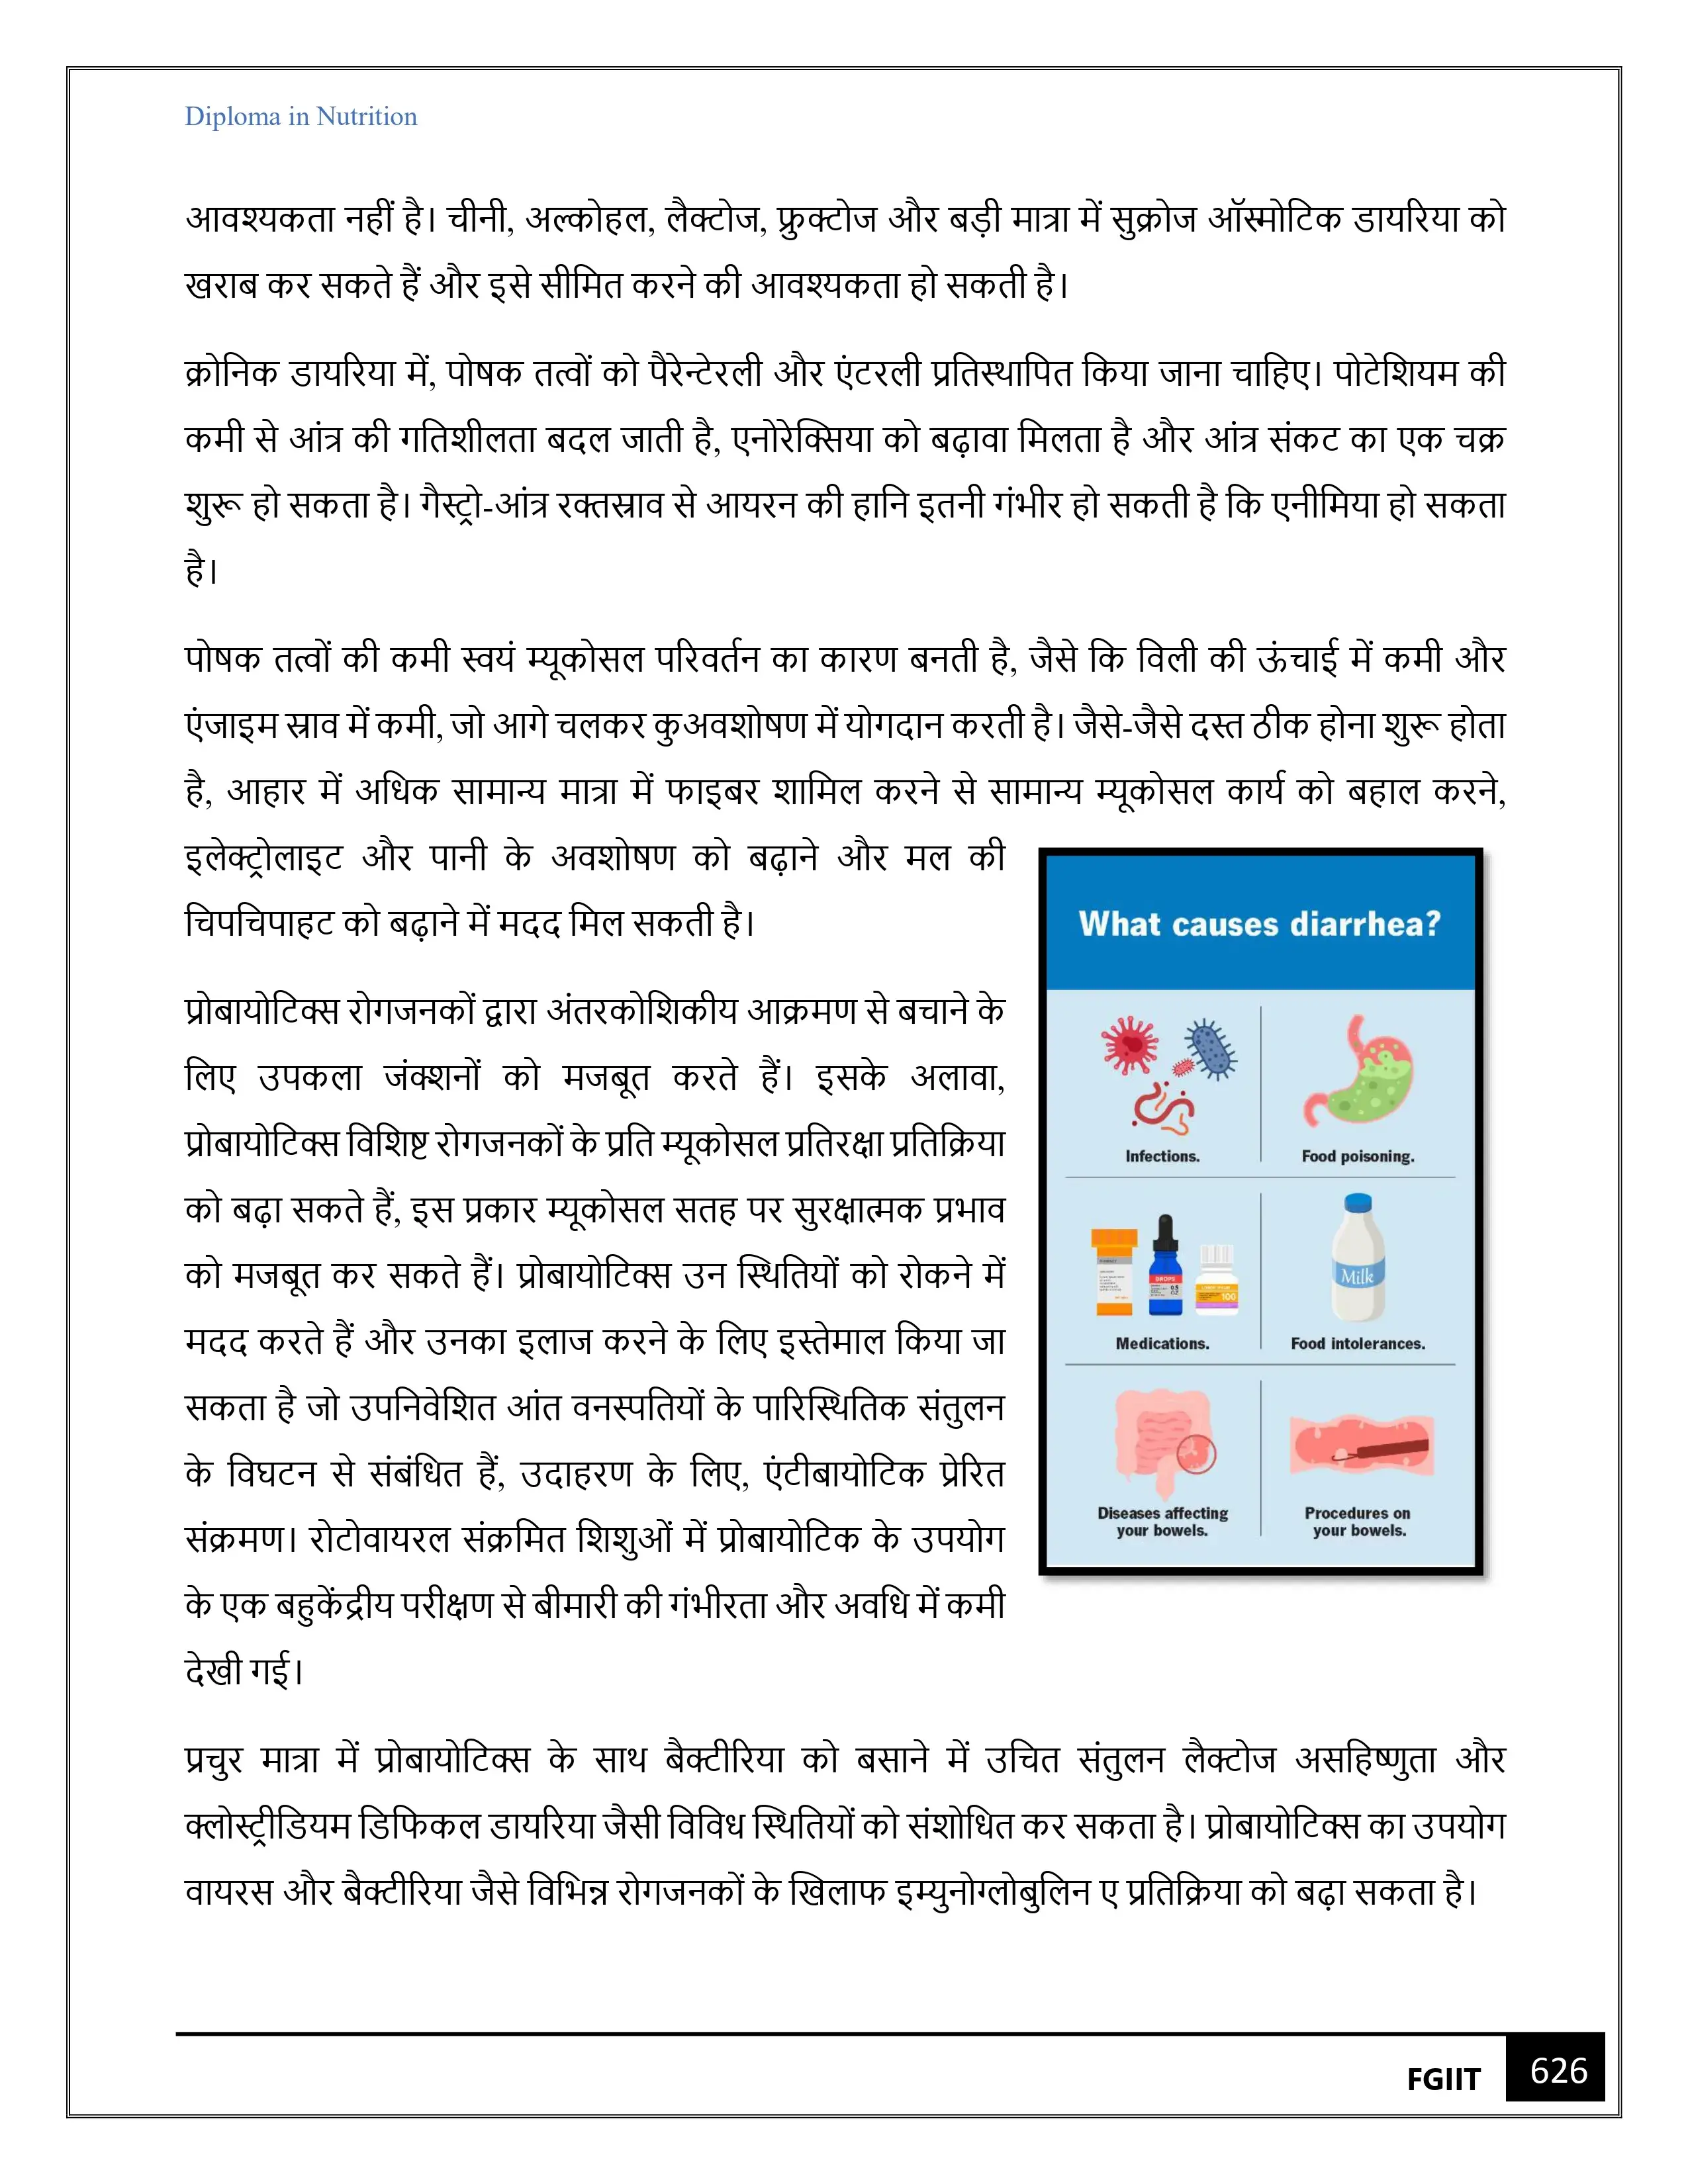 Diploma in Nutrition
आवश्यकता नहीं है। चीनी, अल्कोहल, लैक्टोज, फ्रुक्टोज और बड़ी मात्रा में सुक्रोज ऑस्मोटिक डायरिया को
खराब कर सकते हैं और इसे सीमित करने की आवश्यकता हो सकती है।
क्रोनिक डायरिया में, पोषक तत्वों को पैरेन्टेरली और एंटरली प्रतिस्थापित किया जाना चाहिए। पोटेशियम की
कमी से आंत्र की गतिशीलता बदल जाती है, एनोरेक्सिया को बढ़ावा मिलता है और आंत्र संकट का एक चक्र
शुरू हो सकता है। गैस्ट्रो-आंत्र रक्तस्राव से आयरन की हानि इतनी गंभीर हो सकती है कि एनीमिया हो सकता
है।
पोषक तत्वों की कमी स्वयं म्यूकोसल परिवर्तन का कारण बनती है, जैसे कि विली की ऊंचाई में कमी और
एंजाइम स्राव में कमी, जो आगे चलकर कुअवशोषण में योगदान करती है। जैसे-जैसे दस्त ठीक होना शुरू होता
है, आहार में अधिक सामान्य मात्रा में फाइबर शामिल करने से सामान्य म्यूकोसल कार्य को बहाल करने,
इलेक्ट्रोलाइट और पानी के अवशोषण को बढ़ाने और मल की
चिपचिपाहट को बढ़ाने में मदद मिल सकती है।
प्रोबायोटिक्स रोगजनकों द्वारा अंतरकोशिकीय आक्रमण से बचाने के
लिए उपकला जंक्शनों को मजबूत करते हैं। इसके अलावा,
प्रोबायोटिक्स विशिष्ट रोगजनकों के प्रति म्यूकोसल प्रतिरक्षा प्रतिक्रिया
को बढ़ा सकते हैं, इस प्रकार म्यूकोसल सतह पर सुरक्षात्मक प्रभाव
को मजबूत कर सकते हैं। प्रोबायोटिक्स उन स्थितियों को रोकने में
मदद करते हैं और उनका इलाज करने के लिए इस्तेमाल किया जा
सकता है जो उपनिवेशित आंत वनस्पतियों के पारिस्थितिक संतुलन
के विघटन से संबंधित हैं, उदाहरण के लिए, एंटीबायोटिक प्रेरित
संक्रमण। रोटोवायरल संक्रमित शिशुओं में प्रोबायोटिक के उपयोग
के एक बहुकेंद्रीय परीक्षण से बीमारी की गंभीरता और अवधि में कमी
देखी गई।
What causes diarrhea?
Infections.
Food poisoning.
DROPS
100
Milk
Medications.
Food intolerances.
Diseases affecting
your bowels.
Procedures on
your bowels.
प्रचुर मात्रा में प्रोबायोटिक्स के साथ बैक्टीरिया को बसाने में उचित संतुलन लैक्टोज असहिष्णुता और
क्लोस्ट्रीडियम डिफिकल डायरिया जैसी विविध स्थितियों को संशोधित कर सकता है। प्रोबायोटिक्स का उपयोग
वायरस और बैक्टीरिया जैसे विभिन्न रोगजनकों के खिलाफ इम्युनोग्लोबुलिन ए प्रतिक्रिया को बढ़ा सकता है।
FGIIT
626